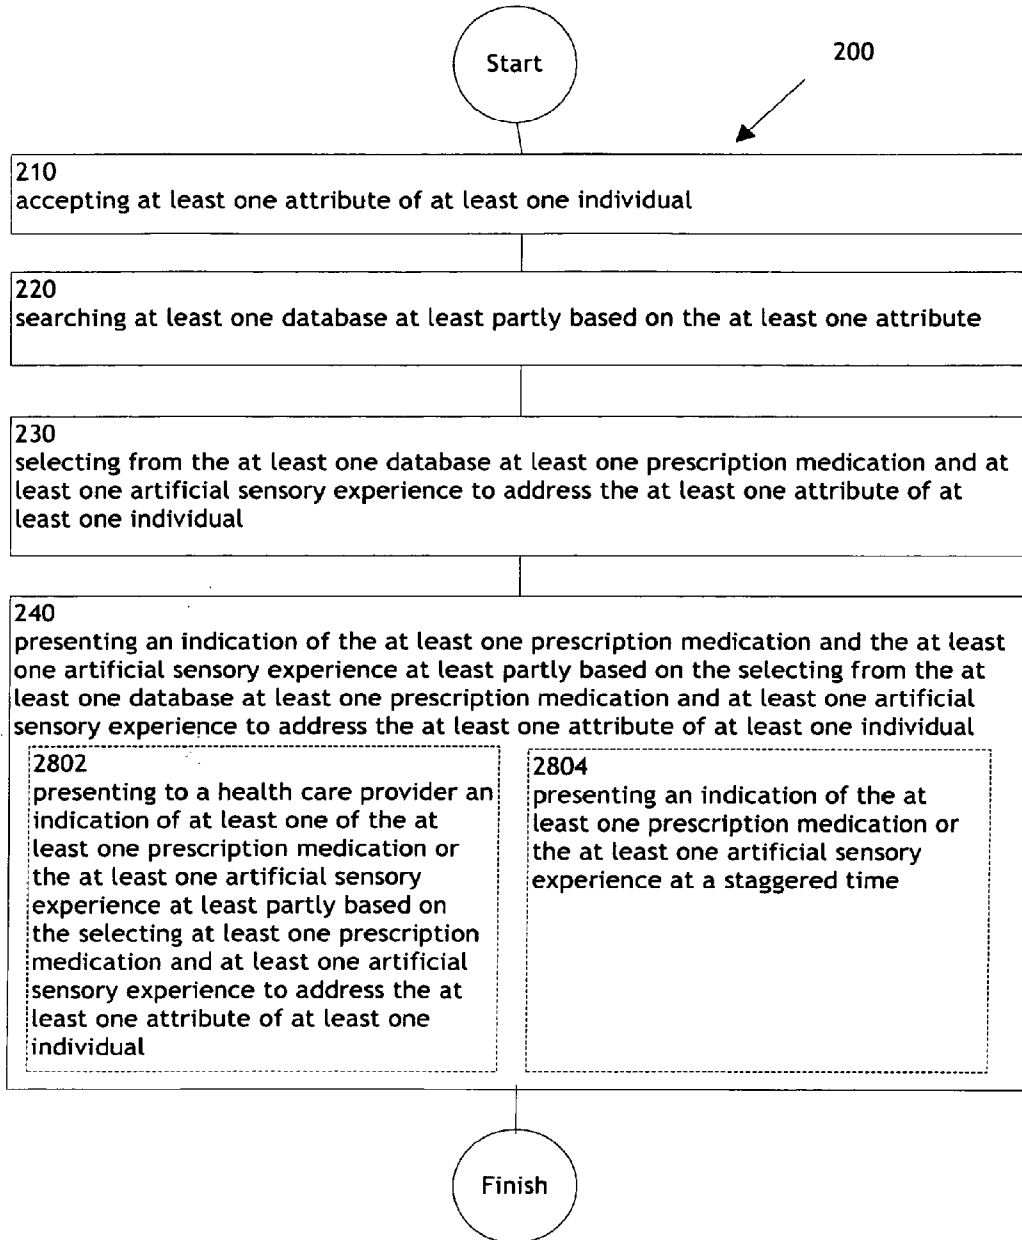 Start
200
210
accepting at least one attribute of at least one individual
220
searching at least one database at least partly based on the at least one attribute
230
selecting from the at least one database at least one prescription medication and at
least one artificial sensory experience to address the at least one attribute of at
least one individual
240
presenting an indication of the at least one prescription medication and the at least
one artificial sensory experience at least partly based on the selecting from the at
least one database at least one prescription medication and at least one artificial
sensory experience to address the at least one attribute of at least one individual
2802
presenting to a health care provider an
indication of at least one of the at
least one prescription medication or
the at least one artificial sensory
experience at least partly based on
the selecting at least one prescription
medication and at least one artificial
sensory experience to address the at
least one attribute of at least one
individual
2804
presenting an indication of the at
least one prescription medication or
the at least one artificial sensory
experience at a staggered time
Finish